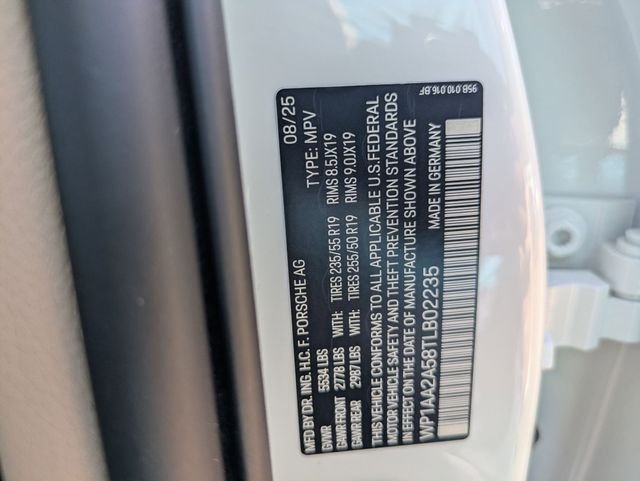 MFD BY DR. ING. H.C. F. PORSCHE AG 08/25
GVWR 5534 LBS TYPE: MPV
GAWR FRONT 2778 LBS WITH: TIRES 235/55 R19 RIMS 8.5JX19
GAWR REAR 2987 LBS WITH: TIRES 255/50 R19 RIMS 9.0JX19
THIS VEHICLE CONFORMS TO ALL APPLICABLE U.S. FEDERAL
MOTOR VEHICLE SAFETY AND THEFT PREVENTION STANDARDS
IN EFFECT ON THE DATE OF MANUFACTURE SHOWN ABOVE
WP1AA2A58TLB02235 MADE IN GERMANY
95B.010.016.BF